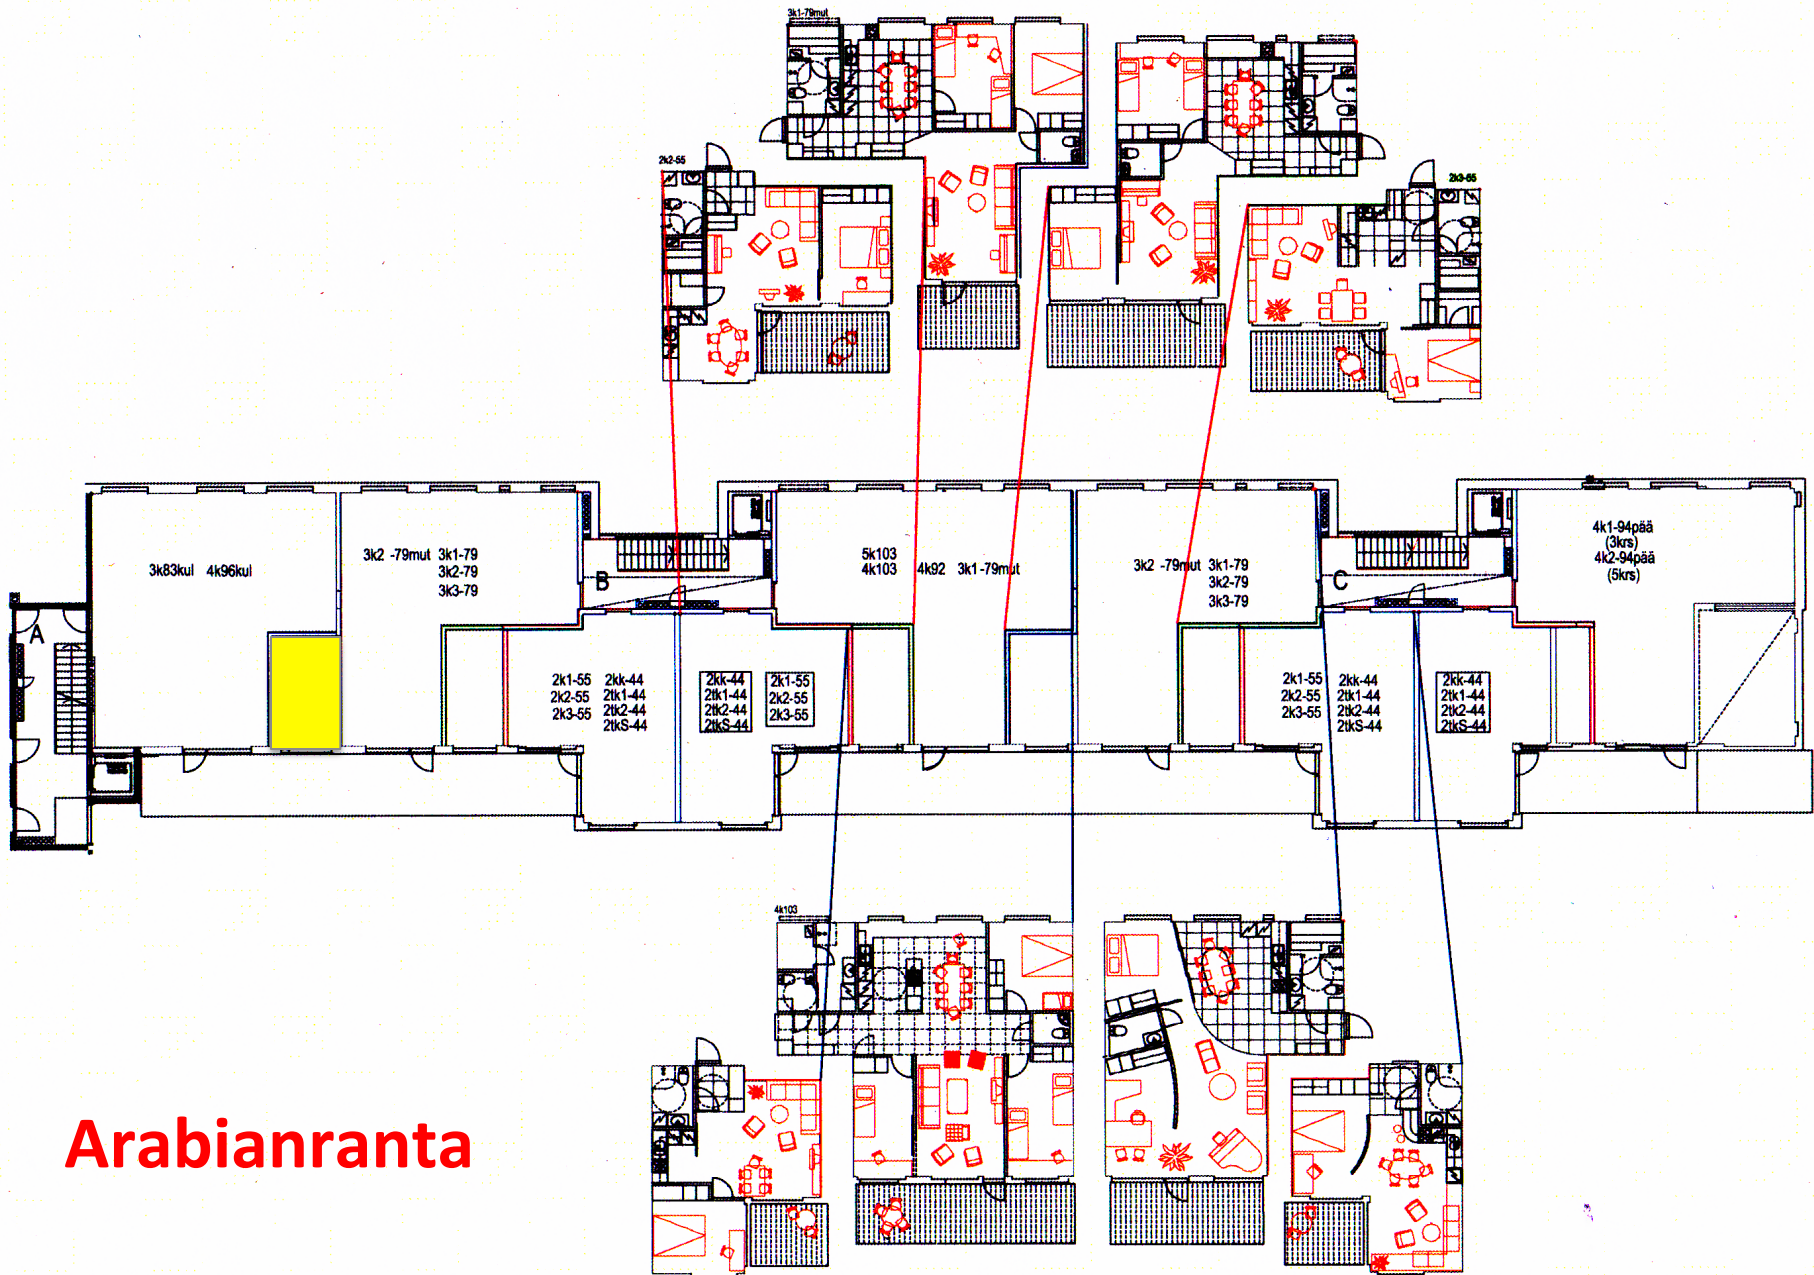 3k1-79mut
2k2-55
2k3-55
3k83kul 4k96kul
3k2 -79mut 3k1-79
3k2-79
3k3-79
B
5k103
4k103 4k92 3k1-79mut
3k2 -79mut 3k1-79
3k2-79
3k3-79
C
4k1-94pää
(3krs)
4k2-94pää
(5krs)
A
2k1-55 2kk-44
2k2-55 2tk1-44
2k3-55 2tk2-44
2tkS-44
2kk-44 2k1-55
2tk1-44 2k2-55
2tk2-44 2k3-55
2tkS-44
2k1-55 2kk-44
2k2-55 2tk1-44
2k3-55 2tk2-44
2tkS-44
2kk-44
2tk1-44
2tk2-44
2tkS-44
4k103
Arabianranta